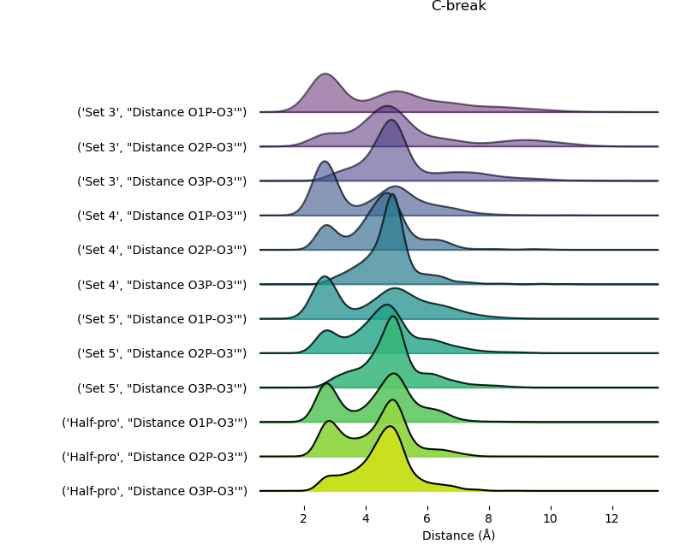 C-break
('Set 3', "Distance O1P-O3'")
('Set 3', "Distance O2P-O3'")
('Set 3', "Distance O3P-O3'")
('Set 4', "Distance O1P-O3'")
('Set 4', "Distance O2P-O3'")
('Set 4', "Distance O3P-O3'")
('Set 5', "Distance O1P-O3'")
('Set 5', "Distance O2P-O3'")
('Set 5', "Distance O3P-O3'")
('Half-pro', "Distance O1P-O3'")
('Half-pro', "Distance O2P-O3'")
('Half-pro', "Distance O3P-O3'")
2 4 6 8 10 12
Distance (Å)